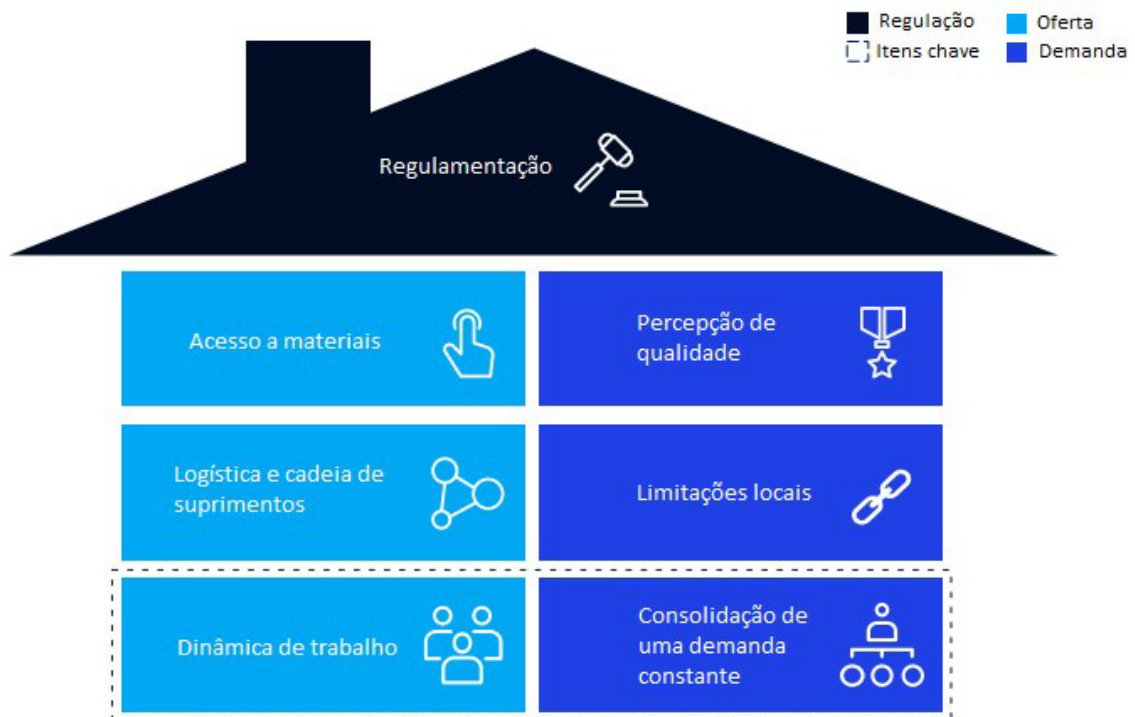 Regulação
Oferta
Itens chave
Demanda
Regulamentação
Acesso a materiais
Percepção de
qualidade
Logística e cadeia de
suprimentos
Limitações locais
Dinâmica de trabalho
Consolidação de
uma demanda
constante